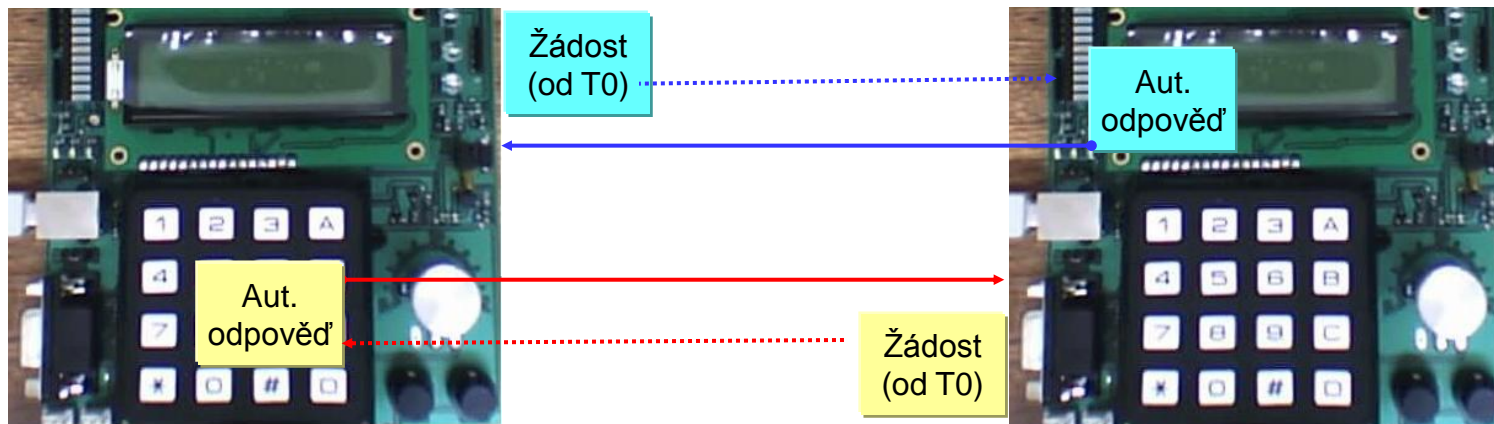 Žádost
(od T0)
Aut.
odpověď
1 2 3 A
4
7
* 0 # D
Aut.
odpověď
Žádost
(od T0)
1 2 3 A
4 5 6 B
7 8 9 C
* 0 # D